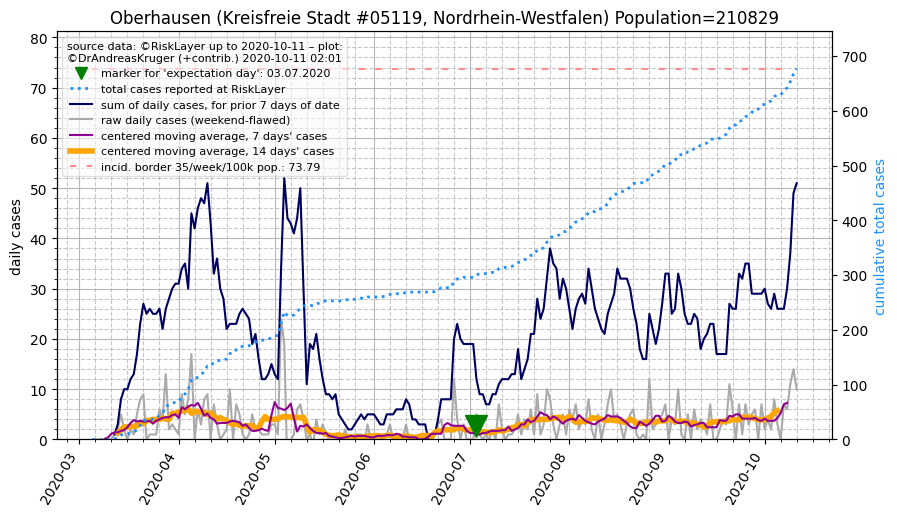 Oberhausen (Kreisfreie Stadt #05119, Nordrhein-Westfalen) Population=210829
source data: ©RiskLayer up to 2020-10-11 – plot:
©DrAndreasKruger (+contrib.) 2020-10-11 02:01
marker for 'expectation day': 03.07.2020
total cases reported at RiskLayer
sum of daily cases, for prior 7 days of date
raw daily cases (weekend-flawed)
centered moving average, 7 days' cases
centered moving average, 14 days' cases
incid. border 35/week/100k pop.: 73.79
daily cases
80
70
60
50
40
30
20
10
0
700
600
500
400
300
200
100
0
cumulative total cases
2020-03
2020-04
2020-05
2020-06
2020-07
2020-08
2020-09
2020-10